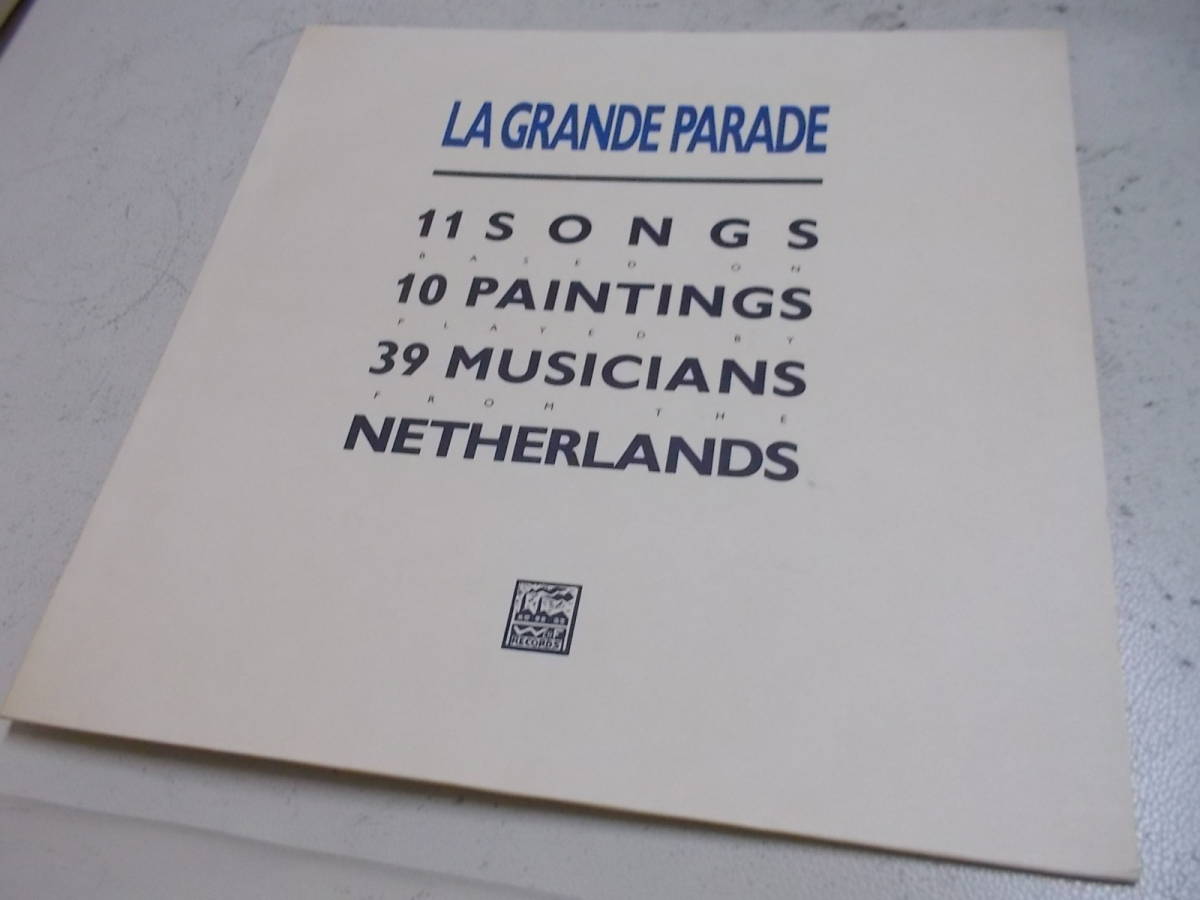 LA GRANDE PARADE
11 SONGS
BASED ON
10 PAINTINGS
PLAYED BY
39 MUSICIANS
FROM THE
NETHERLANDS
RECORDS